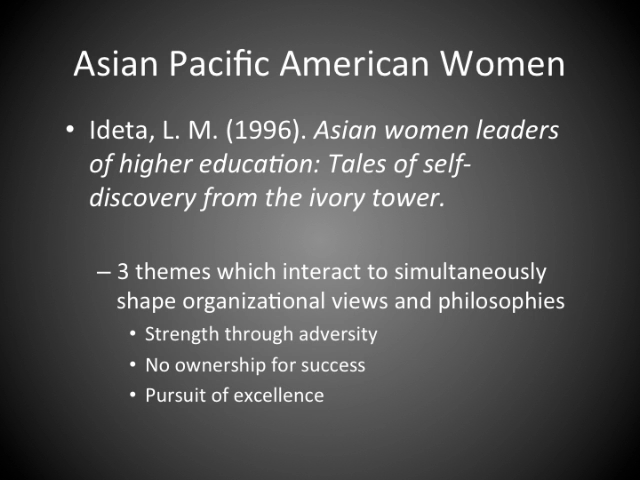 Asian Pacific American Women
• Ideta, L. M. (1996). Asian women leaders
of higher education: Tales of self-
discovery from the ivory tower.
– 3 themes which interact to simultaneously
shape organizational views and philosophies
• Strength through adversity
• No ownership for success
• Pursuit of excellence